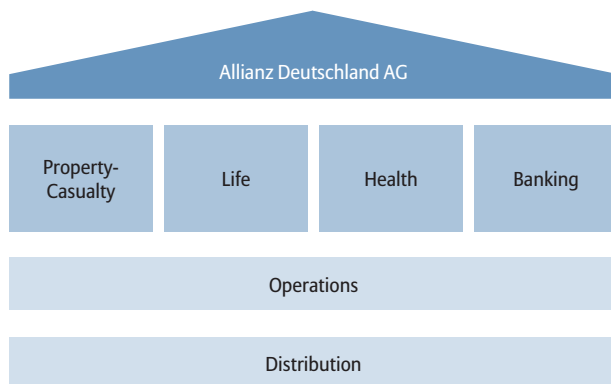 Allianz Deutschland AG
Property-
Casualty
Life
Health
Banking
Operations
Distribution